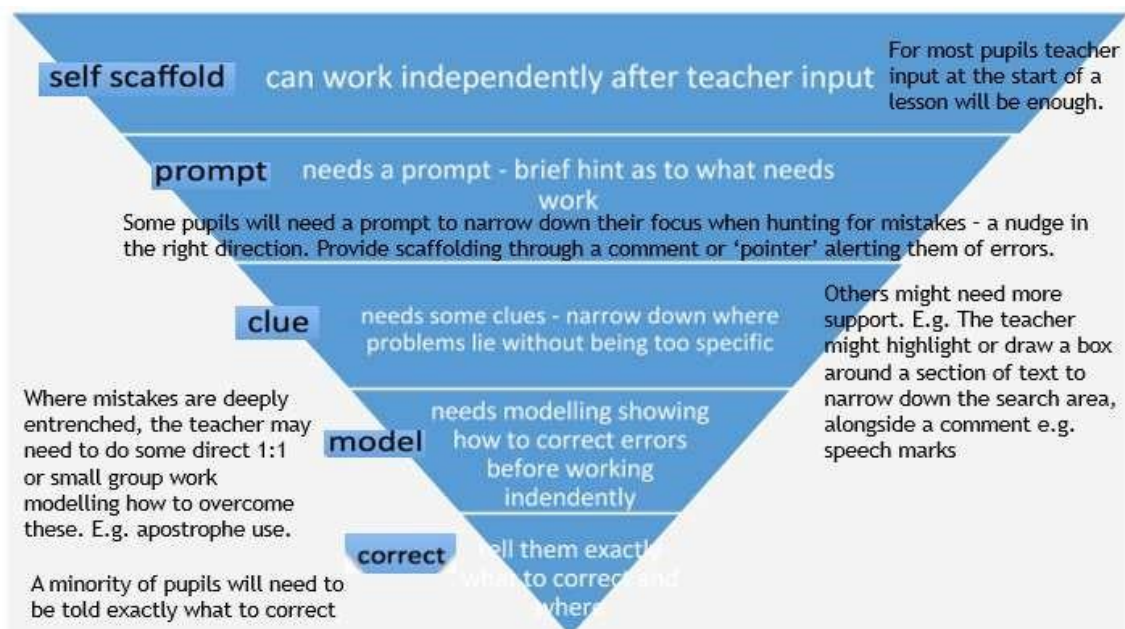 self scaffold
can work independently after teacher input
For most pupils teacher
input at the start of a
lesson will be enough.
prompt
needs a prompt - brief hint as to what needs
work
Some pupils will need a prompt to narrow down their focus when hunting for mistakes - a nudge in
the right direction. Provide scaffolding through a comment or ‘pointer’ alerting them of errors.
clue
needs some clues - narrow down where
problems lie without being too specific
Others might need more
support. E.g. The teacher
might highlight or draw a box
around a section of text to
narrow down the search area,
alongside a comment e.g.
speech marks
Where mistakes are deeply
entrenched, the teacher may
need to do some direct 1:1
or small group work
modelling how to overcome
these. E.g. apostrophe use.
model
needs modelling showing
how to correct errors
before working
indendently
correct
tell them exactly
what to correct and
where
A minority of pupils will need to
be told exactly what to correct